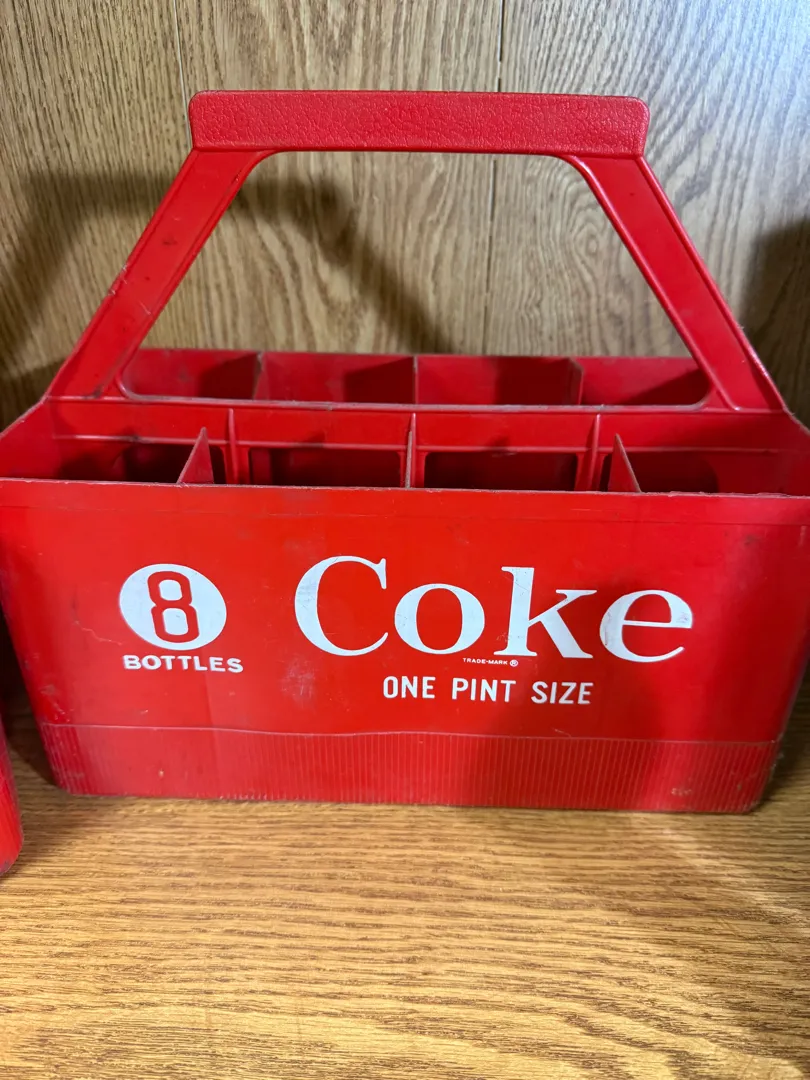 8
BOTTLES
Coke
TRADE-MARK ®
ONE PINT SIZE